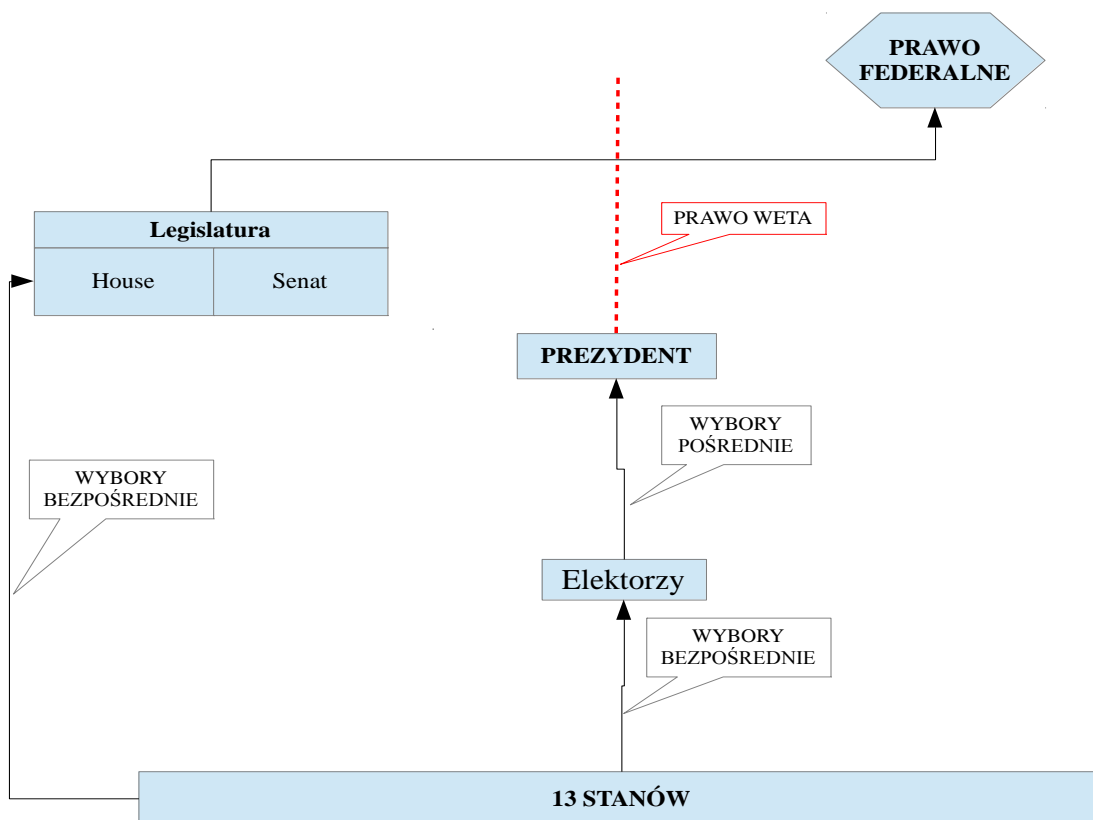 PRAWO
FEDERALNE
Legislatura
House
Senat
PRAWO WETA
PREZYDENT
WYBORY
POŚREDNIE
WYBORY
BEZPOŚREDNIE
Elektorzy
WYBORY
BEZPOŚREDNIE
13 STANÓW